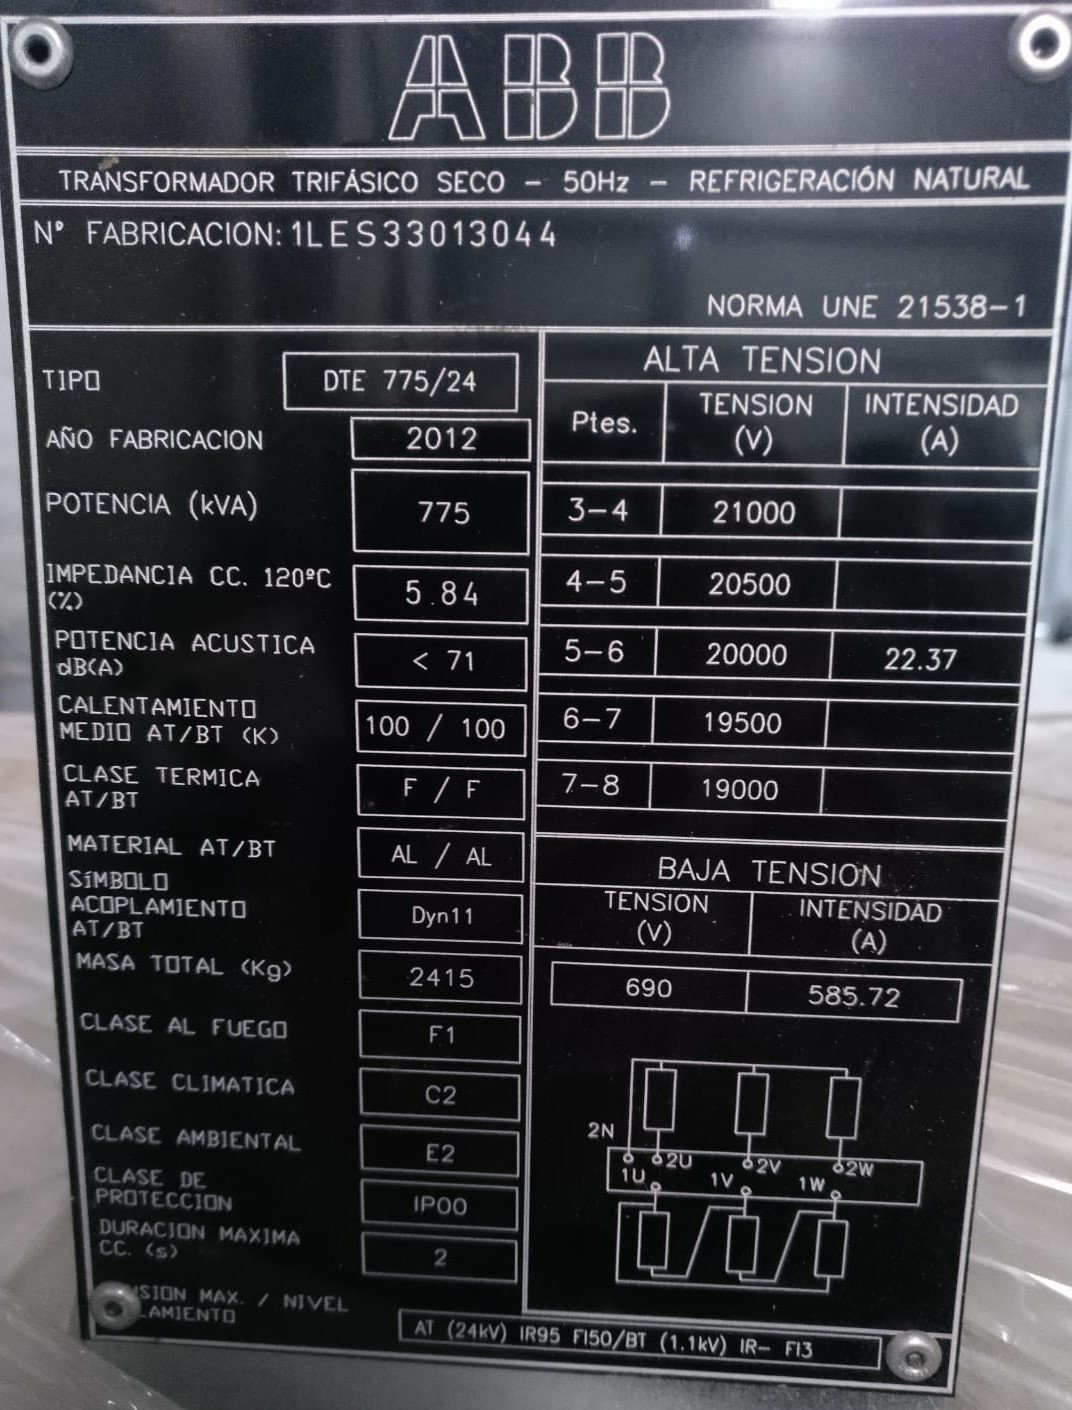 ABB
TRANSFORMADOR TRIFÁSICO SECO - 50Hz - REFRIGERACIÓN NATURAL
Nº FABRICACION: 1LES33013044
NORMA UNE 21538-1
TIPO DTE 775/24
AÑO FABRICACION 2012
POTENCIA (kVA) 775
IMPEDANCIA CC. 120ºC
(%) 5.84
POTENCIA ACUSTICA
dB(A) < 71
CALENTAMIENTO
MEDIO AT/BT (K) 100 / 100
CLASE TERMICA
AT/BT F / F
MATERIAL AT/BT AL / AL
SíMBOLO
ACOPLAMIENTO
AT/BT Dyn11
MASA TOTAL (Kg) 2415
CLASE AL FUEGO F1
CLASE CLIMATICA C2
CLASE AMBIENTAL E2
CLASE DE
PROTECCION IP00
DURACION MAXIMA
CC. (s) 2
MAX. / NIVEL
AT (24kV) IR95 FI50/BT (1.1kV) IR- FI3
ALTA TENSION
Ptes. TENSION (V) INTENSIDAD (A)
3-4 21000
4-5 20500
5-6 20000 22.37
6-7 19500
7-8 19000
BAJA TENSION
TENSION (V) INTENSIDAD (A)
690 585.72
2N 2U 2V 2W
1U 1V 1W